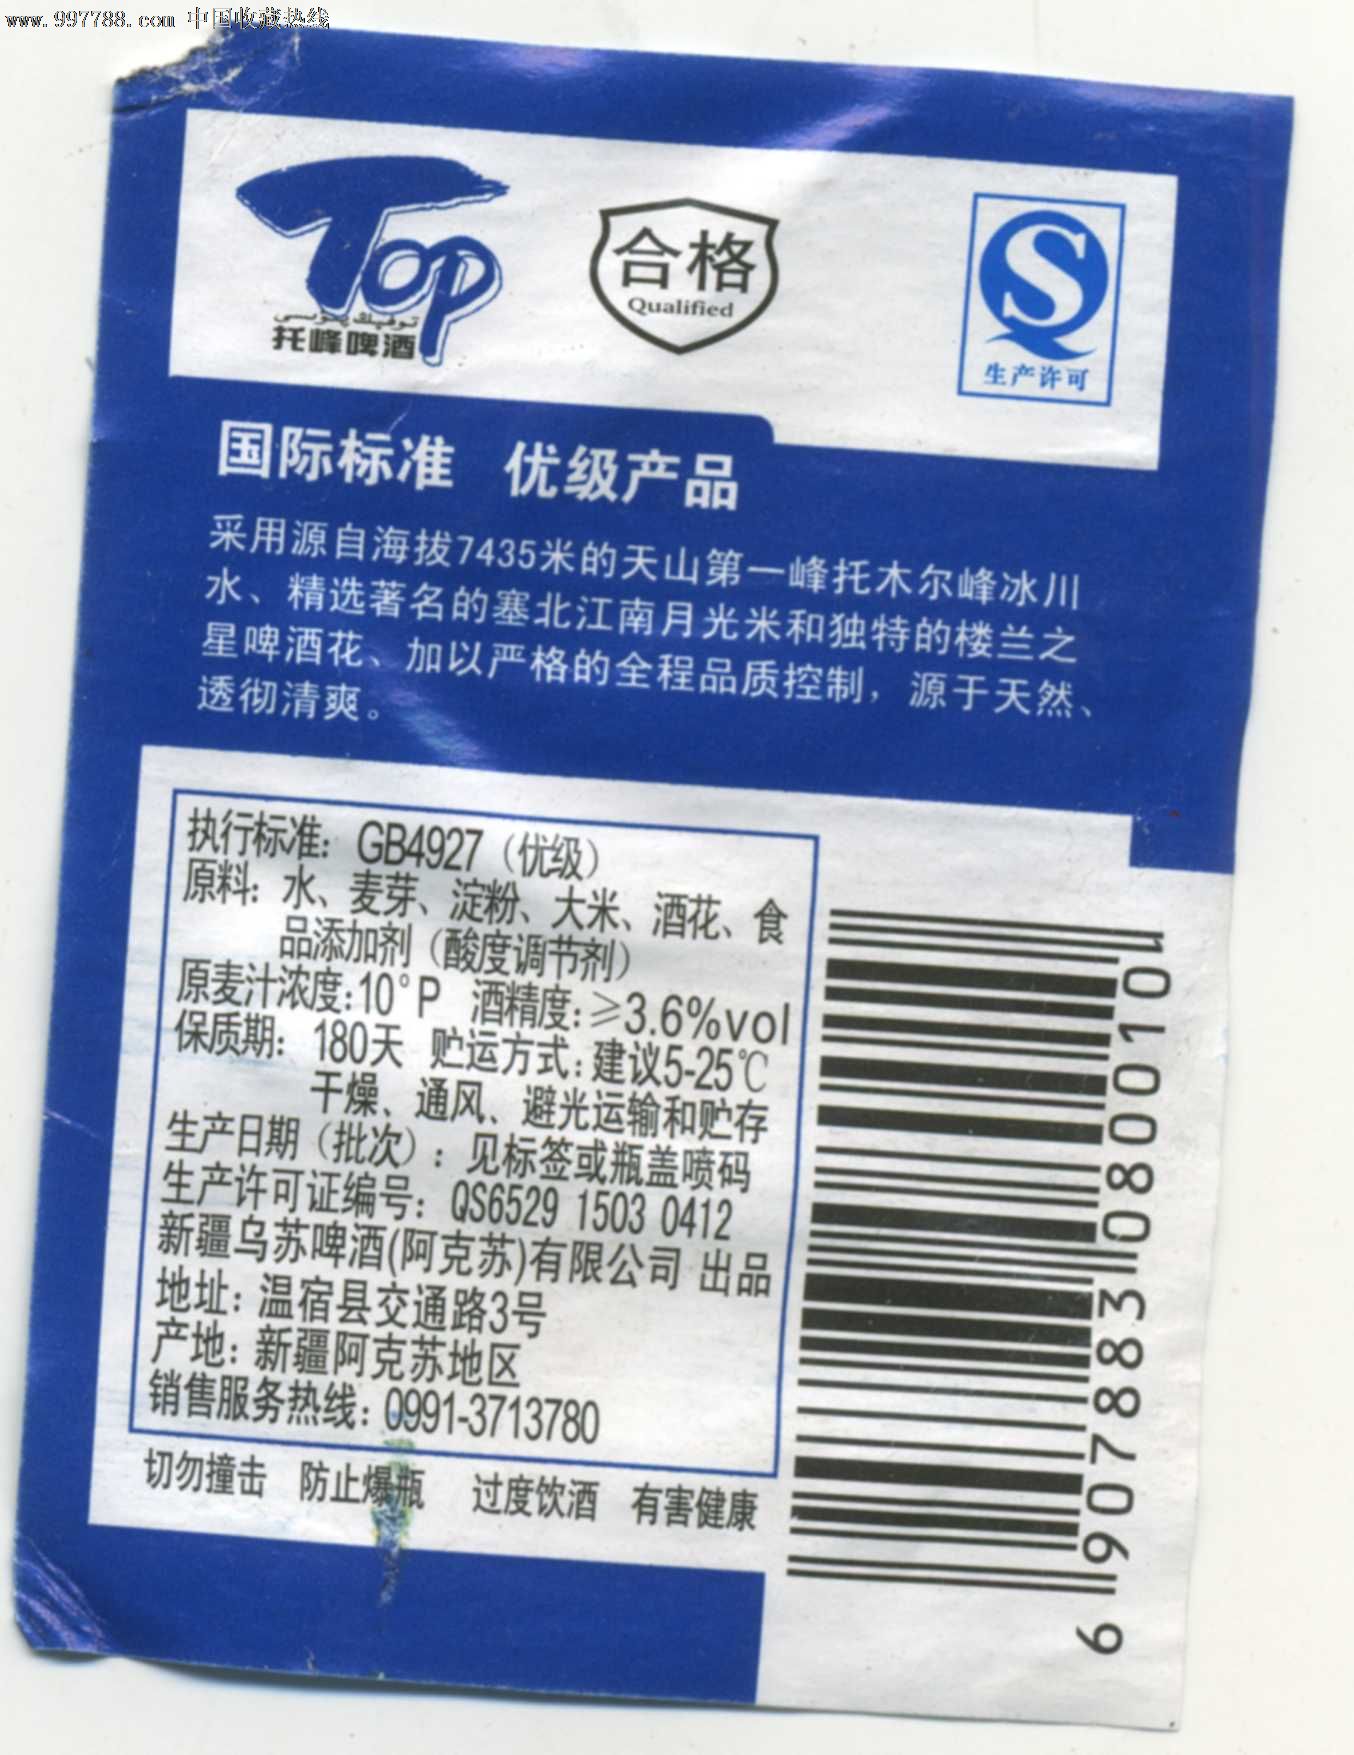 www.997788.com 中国收藏热线
Top
托峰啤酒
合格
Qualified
S
生产许可
国际标准 优级产品
采用源自海拔7435米的天山第一峰托木尔峰冰川
水、精选著名的塞北江南月光米和独特的楼兰之
星啤酒花、加以严格的全程品质控制，源于天然、
透彻清爽。
执行标准：GB4927（优级）
原料：水、麦芽、淀粉、大米、酒花、食
品添加剂（酸度调节剂）
原麦汁浓度：10°P 酒精度：≥3.6%vol
保质期：180天 贮运方式：建议5-25℃
干燥、通风、避光运输和贮存
生产日期（批次）：见标签或瓶盖喷码
生产许可证编号：QS6529 1503 0412
新疆乌苏啤酒(阿克苏)有限公司 出品
地址：温宿县交通路3号
产地：新疆阿克苏地区
销售服务热线：0991-3713780
切勿撞击 防止爆瓶 过度饮酒 有害健康
6907883080010